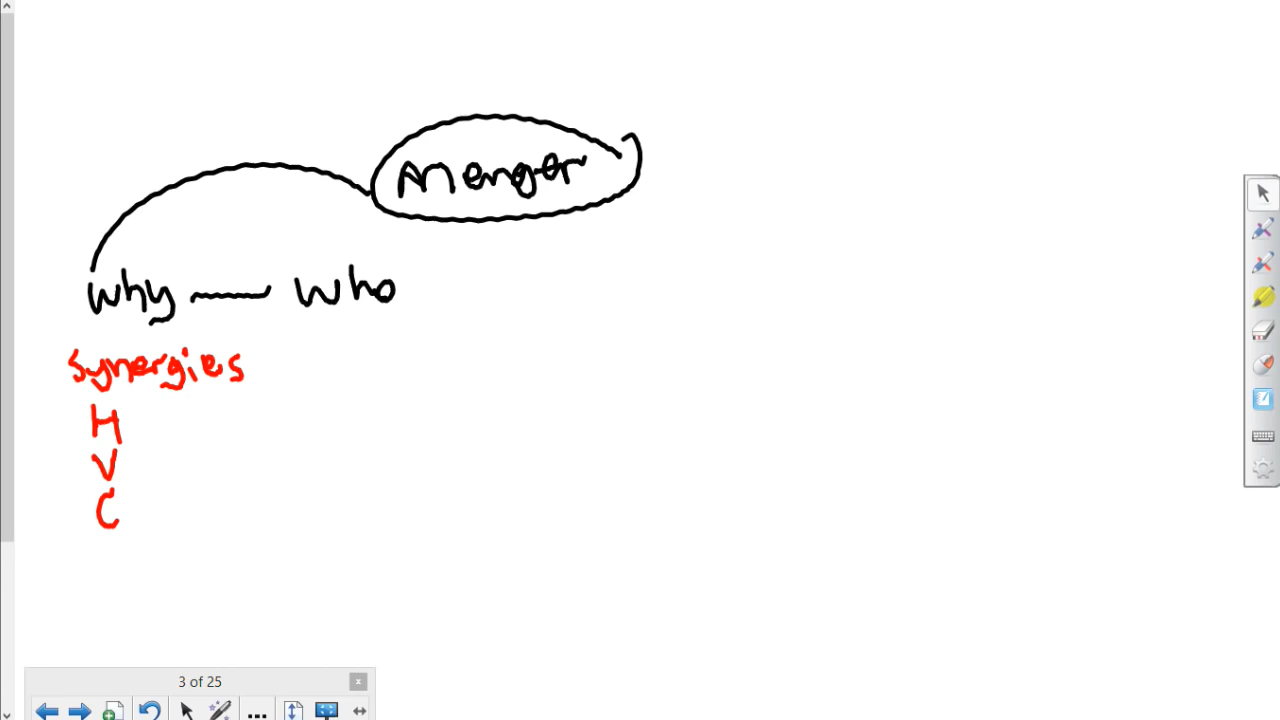 Merger
why — who
Synergies
H
V
C
3 of 25